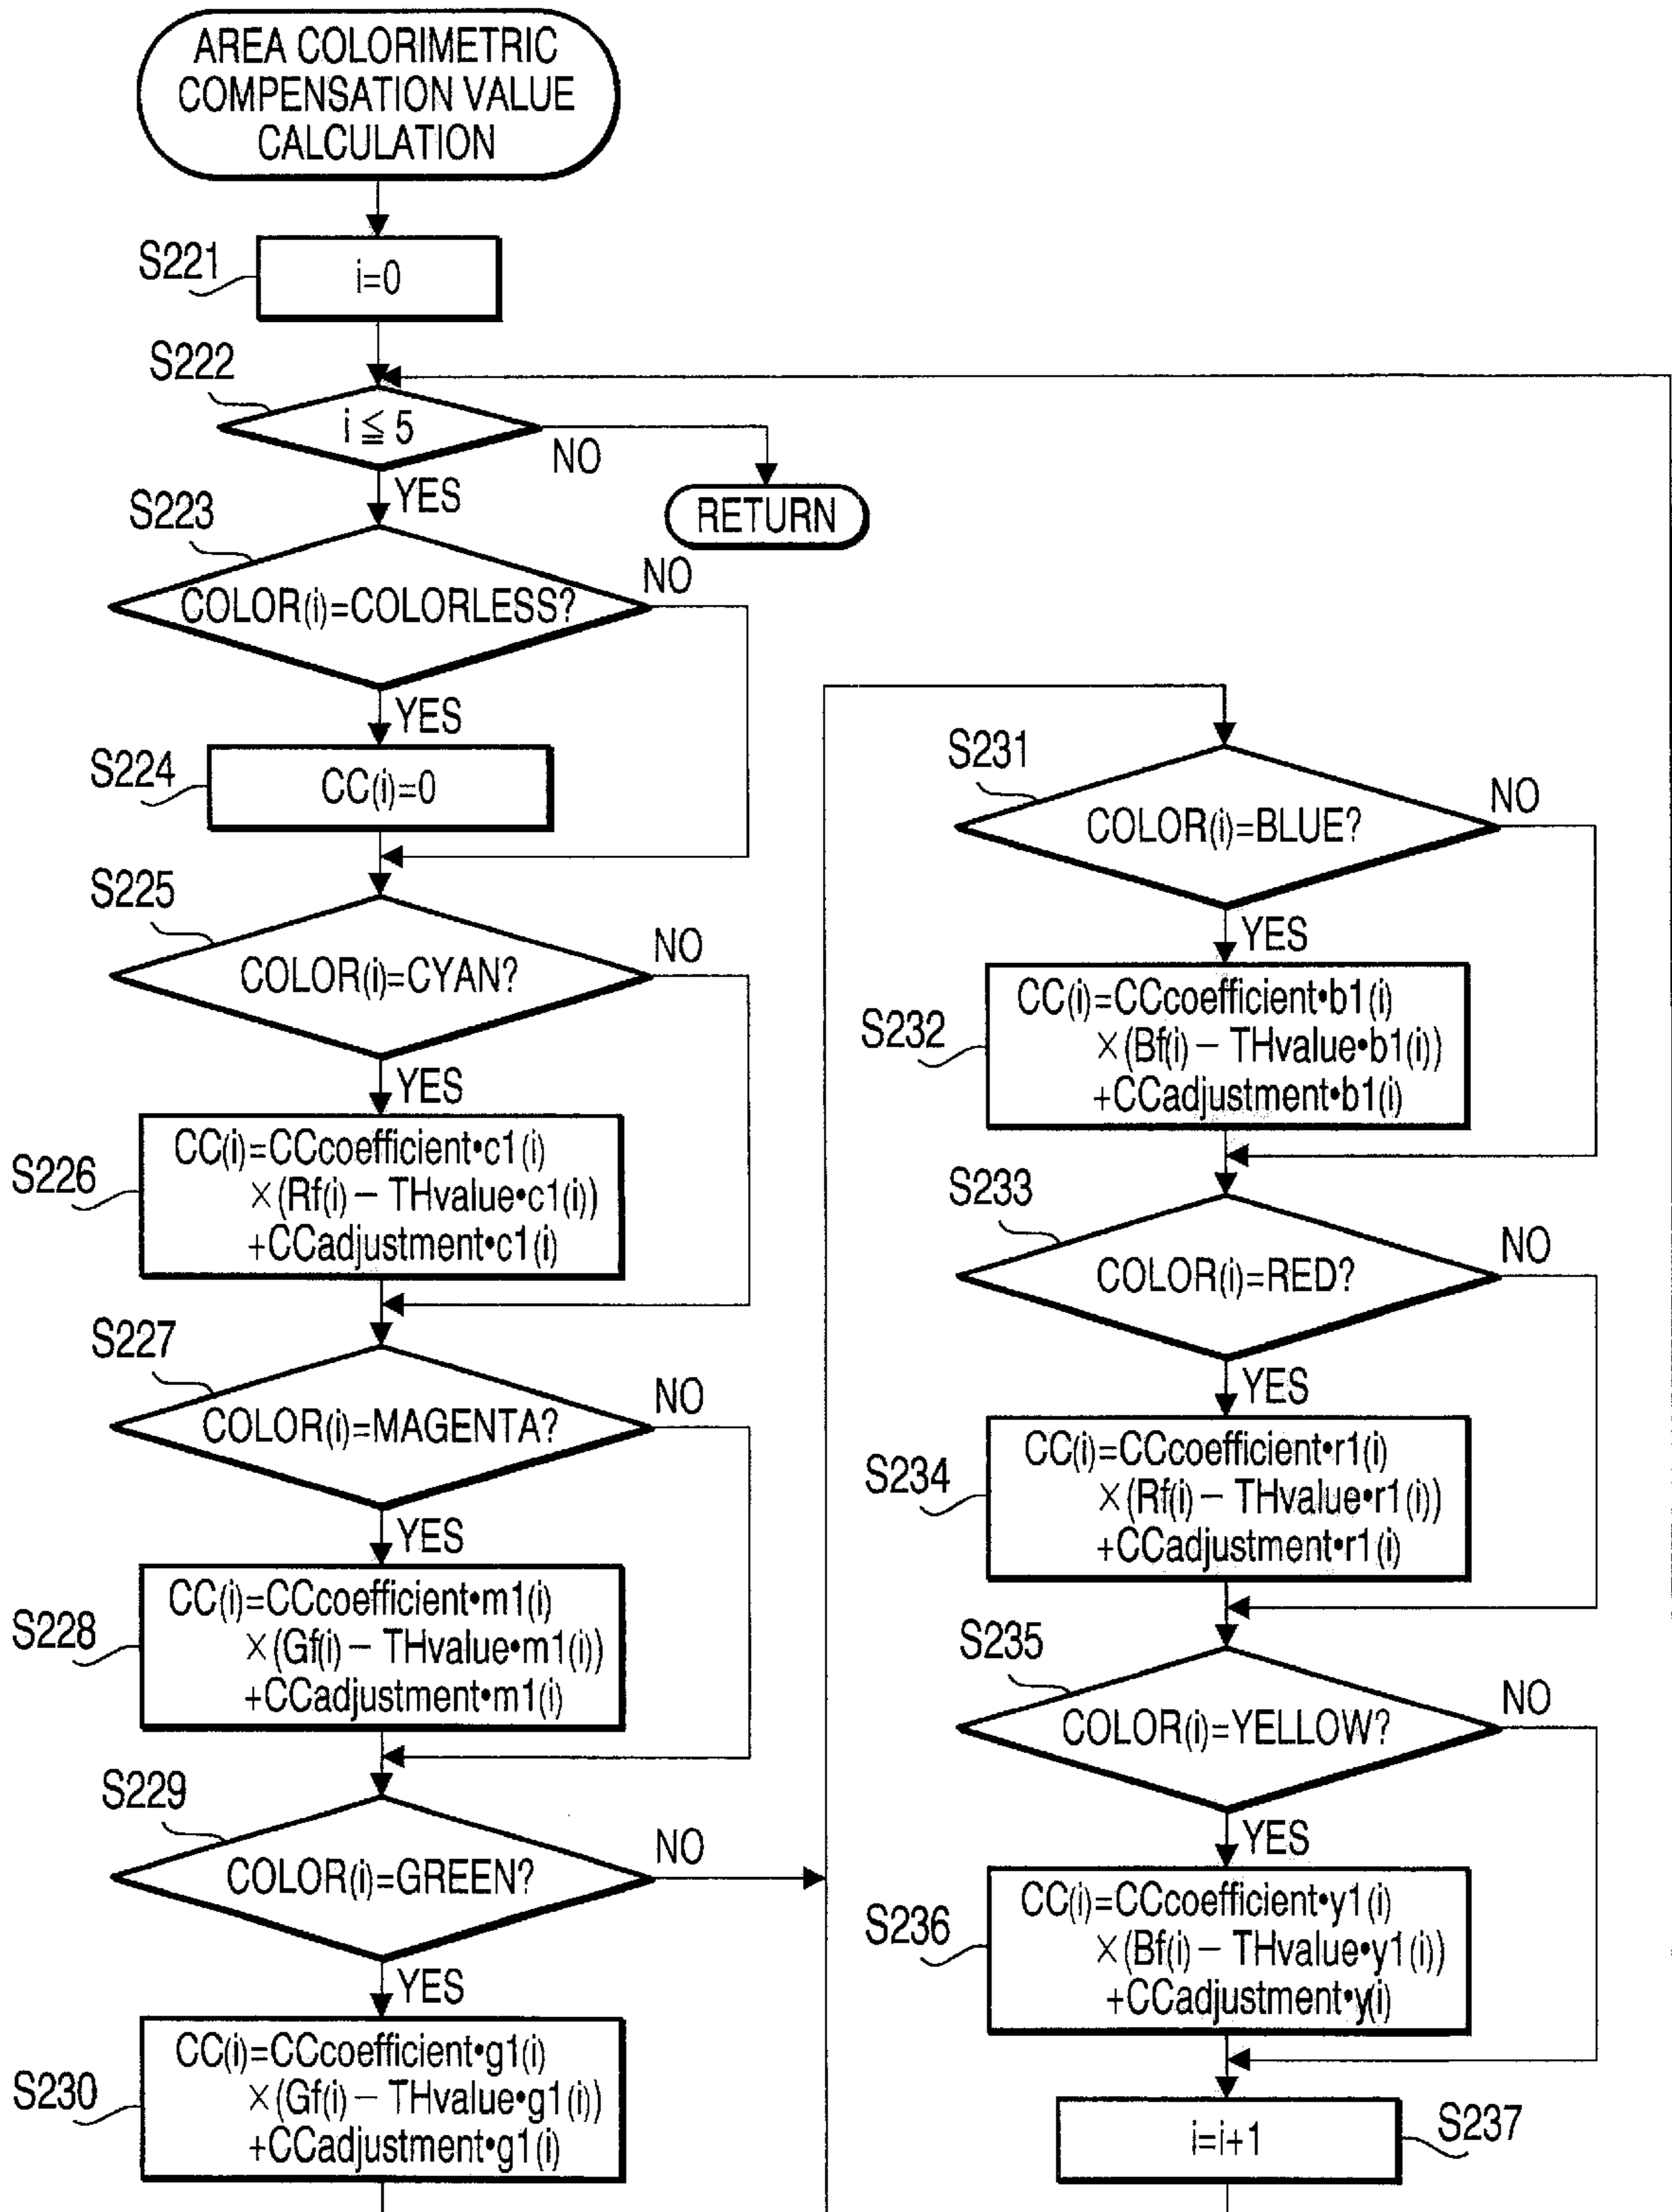 AREA COLORIMETRIC
COMPENSATION VALUE
CALCULATION
S221
i=0
S222
i ≦ 5
NO
YES
RETURN
S223
COLOR(i)=COLORLESS?
NO
YES
S224
CC(i)=0
S225
COLOR(i)=CYAN?
NO
YES
S226
CC(i)=CCcoefficient•c1(i)
×(Rf(i) − THvalue•c1(i))
+CCadjustment•c1(i)
S227
COLOR(i)=MAGENTA?
NO
YES
S228
CC(i)=CCcoefficient•m1(i)
×(Gf(i) − THvalue•m1(i))
+CCadjustment•m1(i)
S229
COLOR(i)=GREEN?
NO
YES
S230
CC(i)=CCcoefficient•g1(i)
×(Gf(i) − THvalue•g1(i))
+CCadjustment•g1(i)
S231
COLOR(i)=BLUE?
NO
YES
S232
CC(i)=CCcoefficient•b1(i)
×(Bf(i) − THvalue•b1(i))
+CCadjustment•b1(i)
S233
COLOR(i)=RED?
NO
YES
S234
CC(i)=CCcoefficient•r1(i)
×(Rf(i) − THvalue•r1(i))
+CCadjustment•r1(i)
S235
COLOR(i)=YELLOW?
NO
YES
S236
CC(i)=CCcoefficient•y1(i)
×(Bf(i) − THvalue•y1(i))
+CCadjustment•y(i)
S237
i=i+1